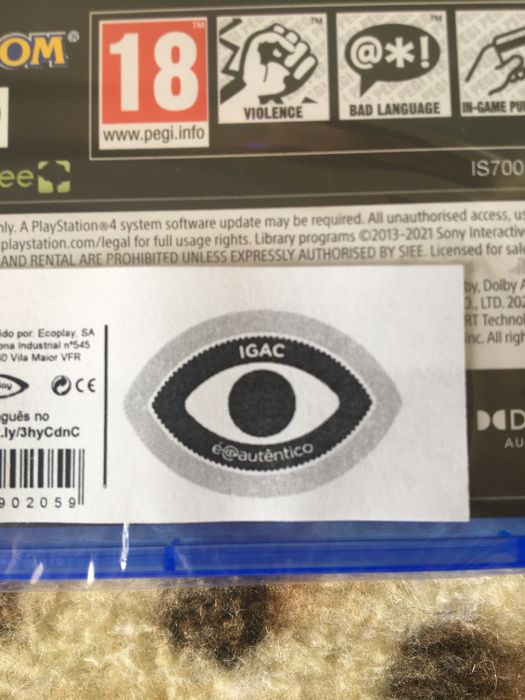 OM®
18
www.pegi.info
VIOLENCE
@*!
BAD LANGUAGE
IN-GAME PU
ee
IS700
nly. A PlayStation®4 system software update may be required. All unauthorised access, us
playstation.com/legal for full usage rights. Library programs ©2013-2021 Sony Interactive
AND RENTAL ARE PROHIBITED UNLESS EXPRESSLY AUTHORISED BY SIEE. Licensed for sale
by, Dolby A
O., LTD. 202
RT Technol
Inc. All righ
ido por: Ecoplay, SA
ona Industrial nº545
0 Vila Maior VFR
CE
guês no
.ly/3hyCdnC
902059
IGAC
é@autêntico
D
AU